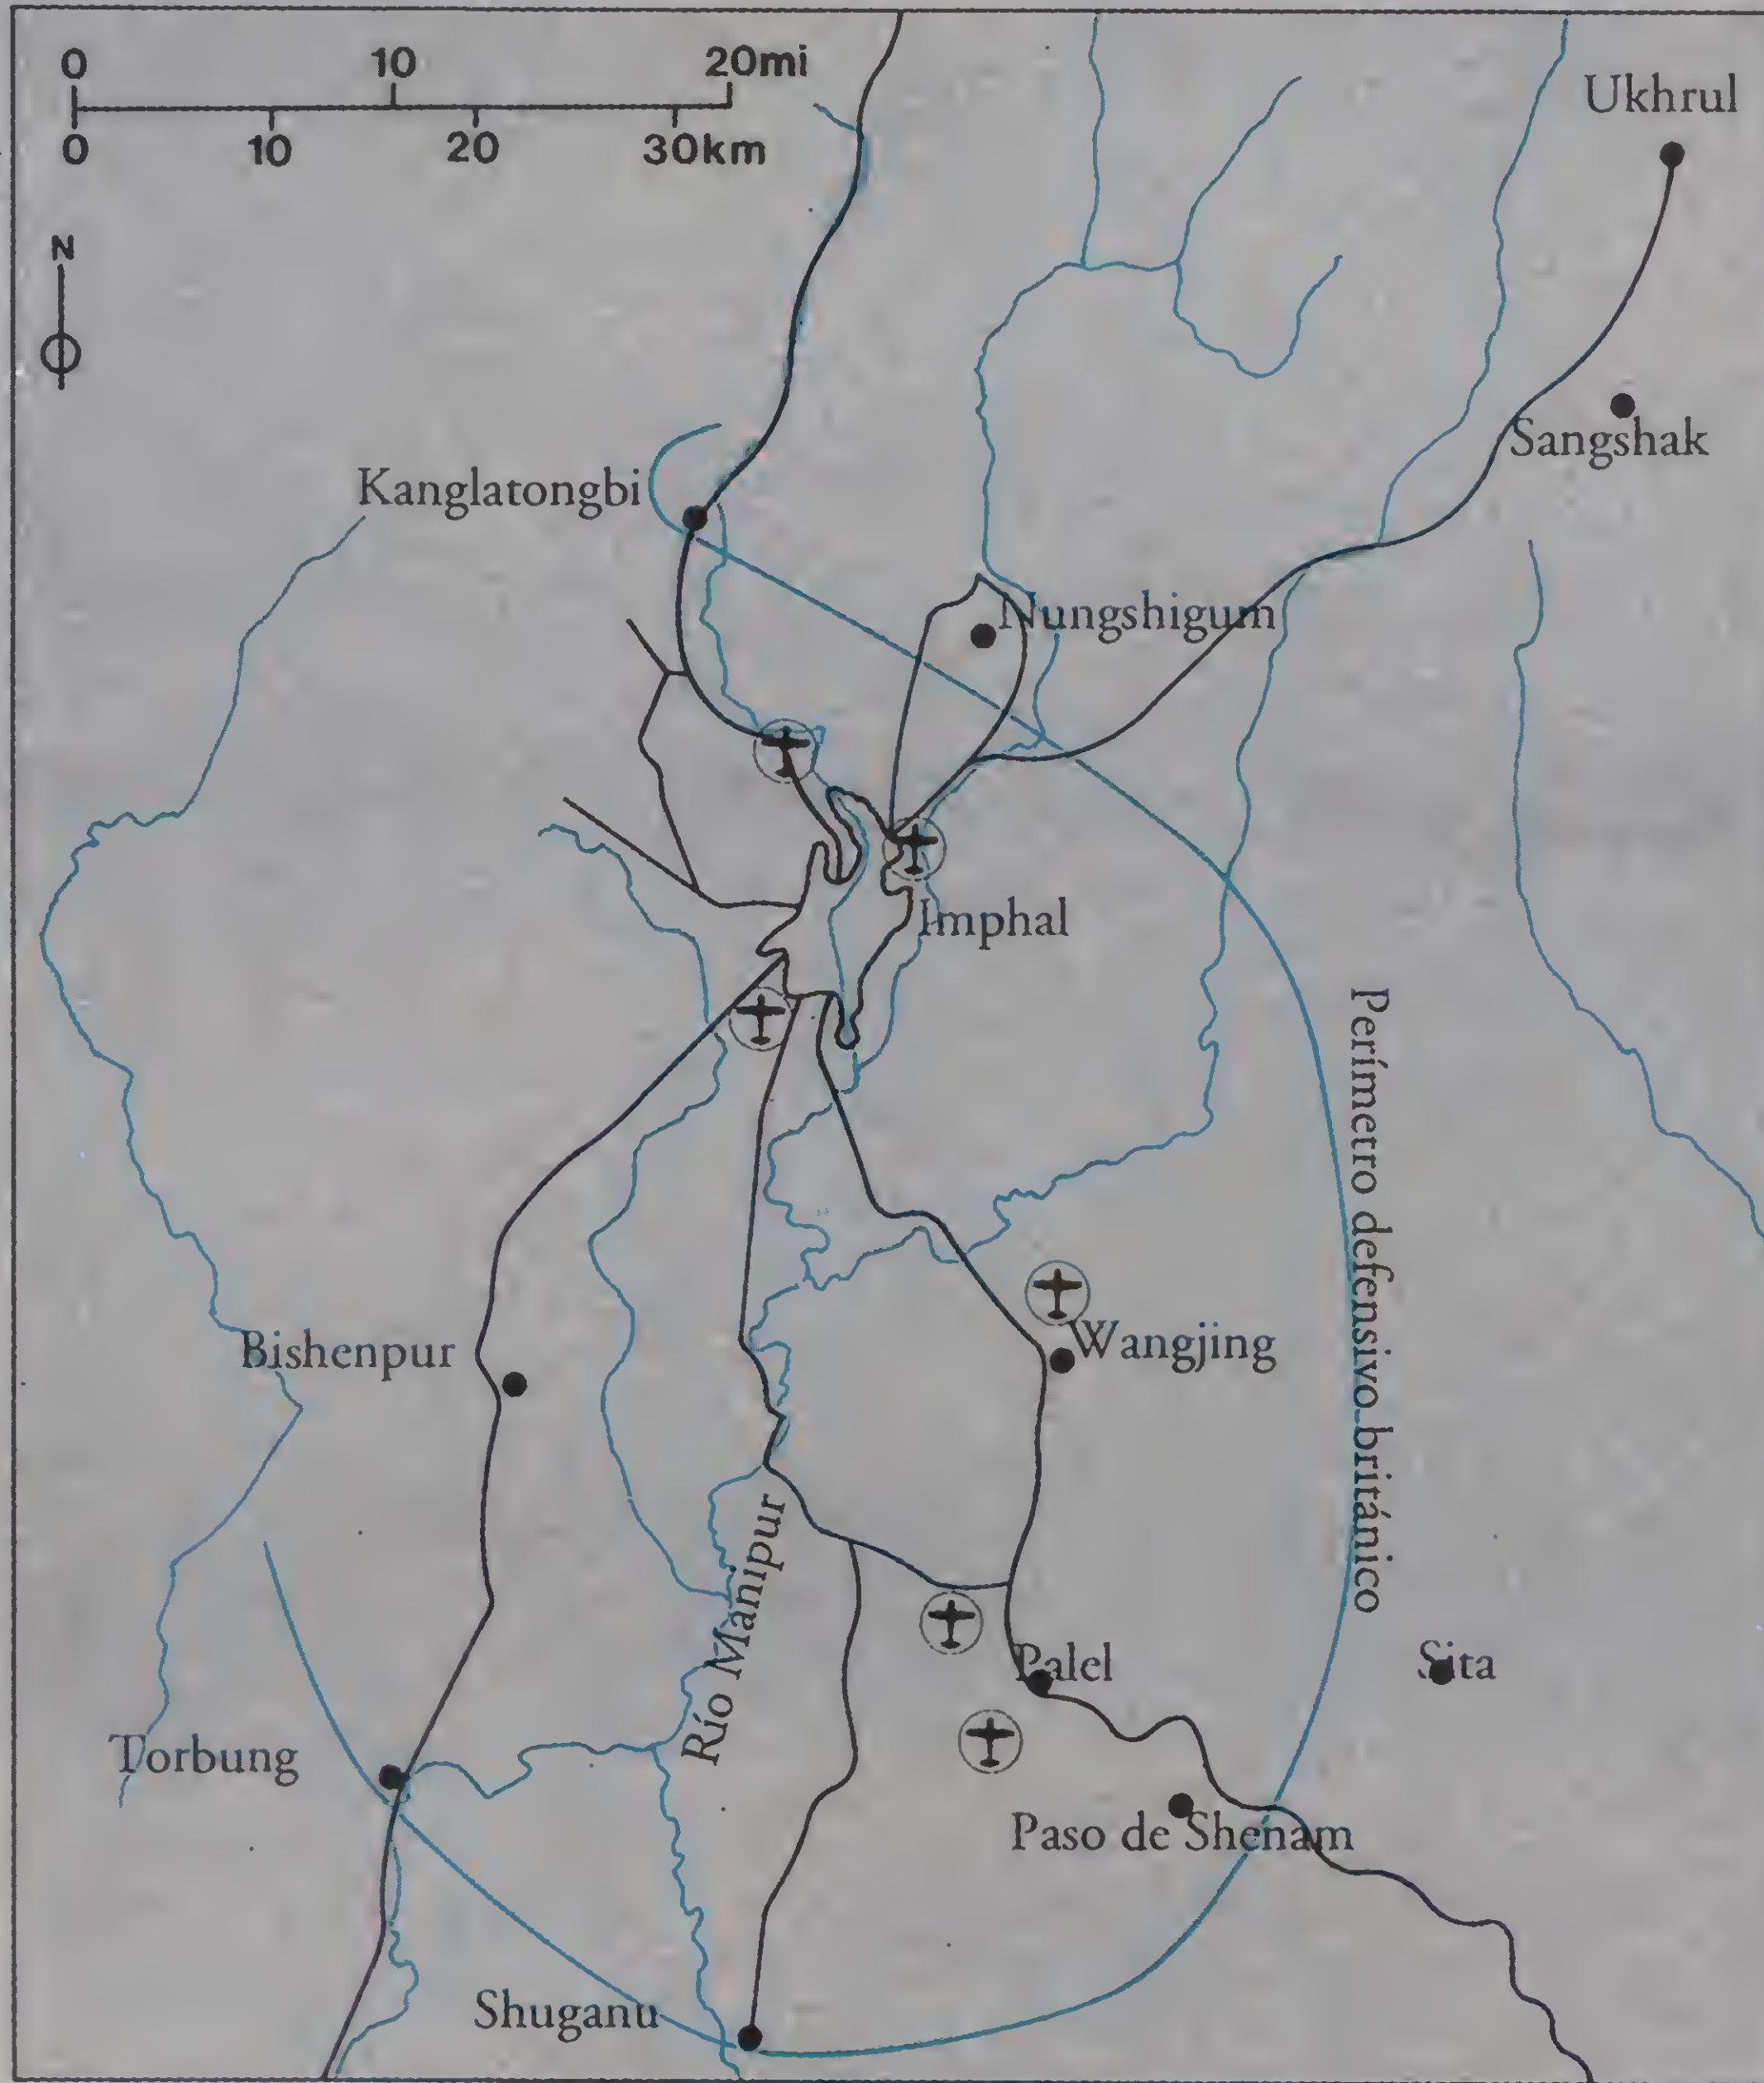 0 10 20mi
0 10 20 30km
N
Ukhrul
Sangshak
Kanglatongbi
Nungshigum
Imphal
Perímetro defensivo británico
Bishenpur
Wangjing
Río Manipur
Palel
Sita
Torbung
Paso de Shenam
Shuganu